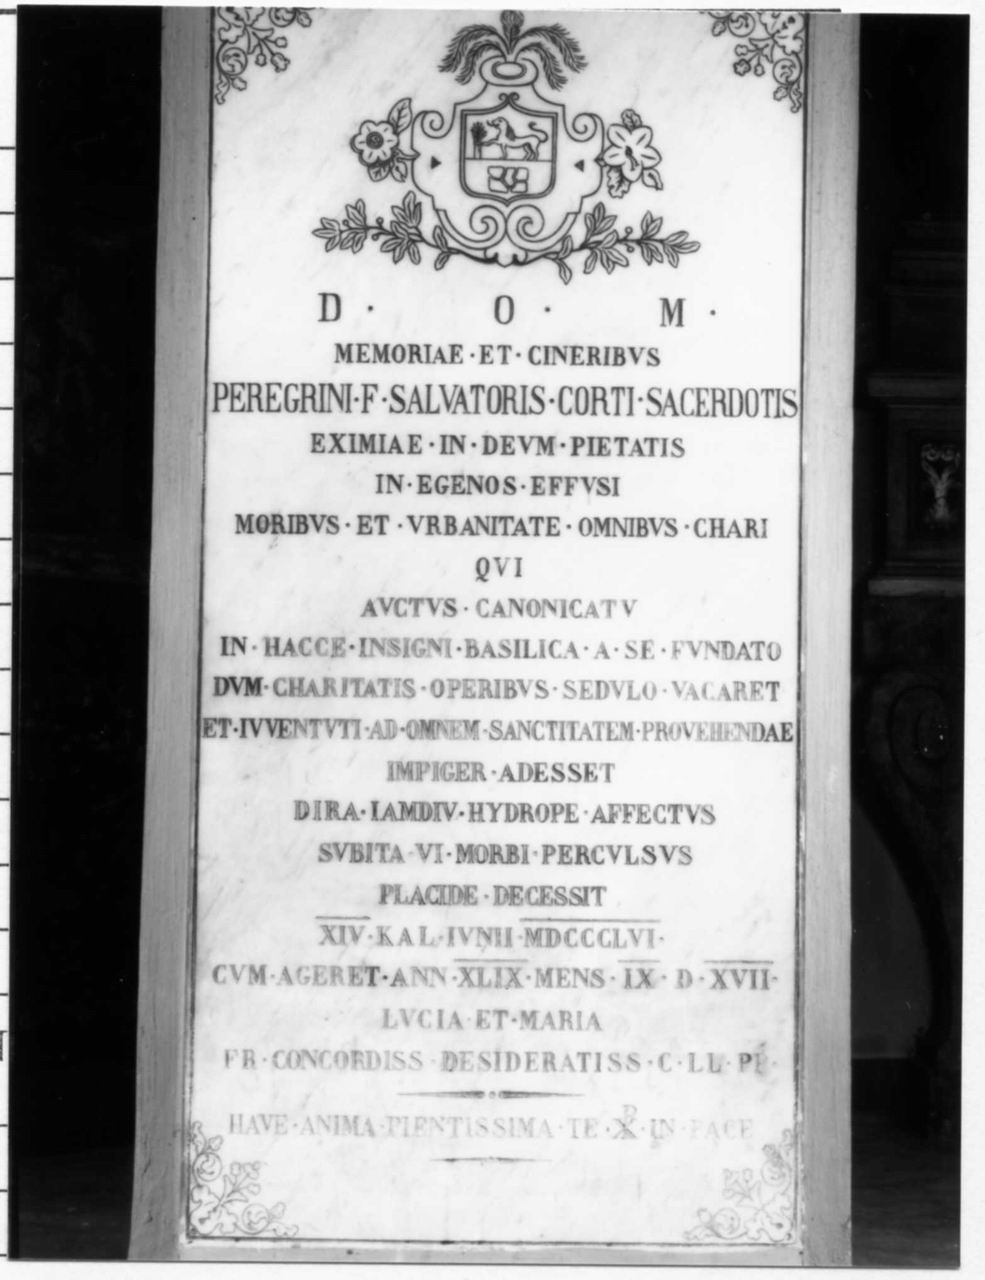 D · O · M ·
MEMORIAE · ET · CINERIBVS
PEREGRINI · F · SALVATORIS · CORTI · SACERDOTIS
EXIMIAE · IN · DEVM · PIETATIS
IN · EGENOS · EFFVSI
MORIBVS · ET · VRBANITATE · OMNIBVS · CHARI
QVI
AVCTVS · CANONICATV
IN · HACCE · INSIGNI · BASILICA · A · SE · FVNDATO
DVM · CHARITATIS · OPERIBVS · SEDVLO · VACARET
ET · IVVENTVTI · AD · OMNEM · SANCTITATEM · PROVEHENDAE
IMPIGER · ADESSET
DIRA · IAMDIV · HYDROPE · AFFECTVS
SVBITA · VI · MORBI · PERCVLSVS
PLACIDE · DECESSIT
XIV · KAL · IVNII · MDCCCLVI ·
CVM · AGERET · ANN · XLIX · MENS · IX · D · XVII ·
LVCIA · ET · MARIA
FR · CONCORDISS · DESIDERATISS · C · LL · PP ·
HAVE · ANIMA · PIENTISSIMA · TE · ☧ · IN · PACE